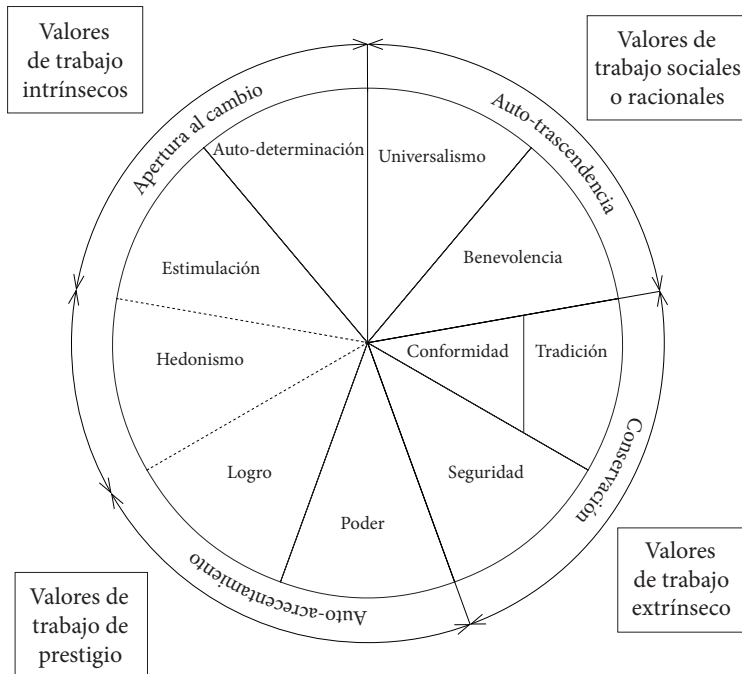 Valores
de trabajo
intrínsecos
Valores de
trabajo sociales
o racionales
Apertura al cambio
Auto-trascendencia
Auto-determinación
Universalismo
Estimulación
Benevolencia
Hedonismo
Conformidad
Tradición
Logro
Seguridad
Poder
Conservación
Auto-acrecentamiento
Valores de
trabajo de
prestigio
Valores
de trabajo
extrínseco